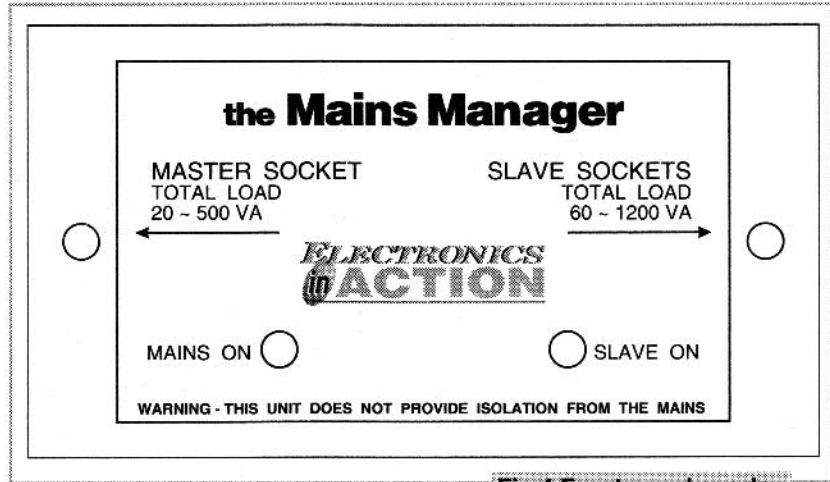 the Mains Manager
MASTER SOCKET
TOTAL LOAD
20 ~ 500 VA
SLAVE SOCKETS
TOTAL LOAD
60 ~ 1200 VA
ELECTRONICS
in ACTION
MAINS ON
SLAVE ON
WARNING - THIS UNIT DOES NOT PROVIDE ISOLATION FROM THE MAINS